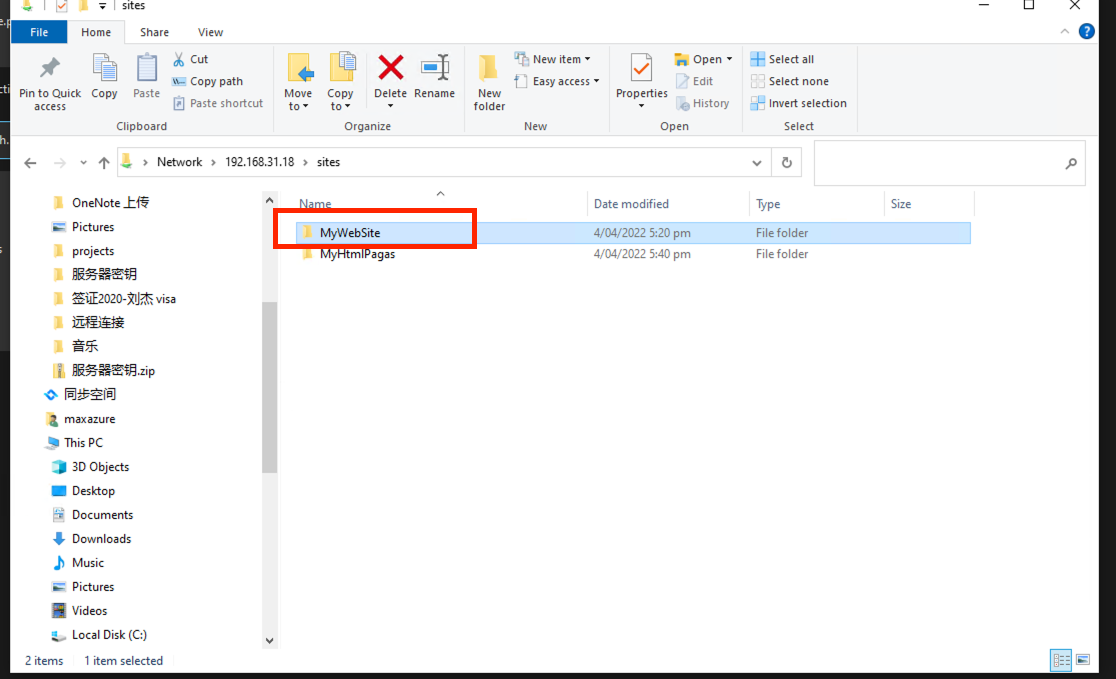 sites
File Home Share View
Pin to Quick access
Copy
Paste
Cut
Copy path
Paste shortcut
Clipboard
Move to
Copy to
Delete
Rename
Organize
New folder
New item
Easy access
New
Properties
Open
Edit
History
Open
Select all
Select none
Invert selection
Select
Network 192.168.31.18 sites
OneNote 上传
Pictures
projects
服务器密钥
签证2020-刘杰 visa
远程连接
音乐
服务器密钥.zip
同步空间
maxazure
This PC
3D Objects
Desktop
Documents
Downloads
Music
Pictures
Videos
Local Disk (C:)
Name Date modified Type Size
MyWebSite 4/04/2022 5:20 pm File folder
MyHtmlPagas 4/04/2022 5:40 pm File folder
2 items 1 item selected